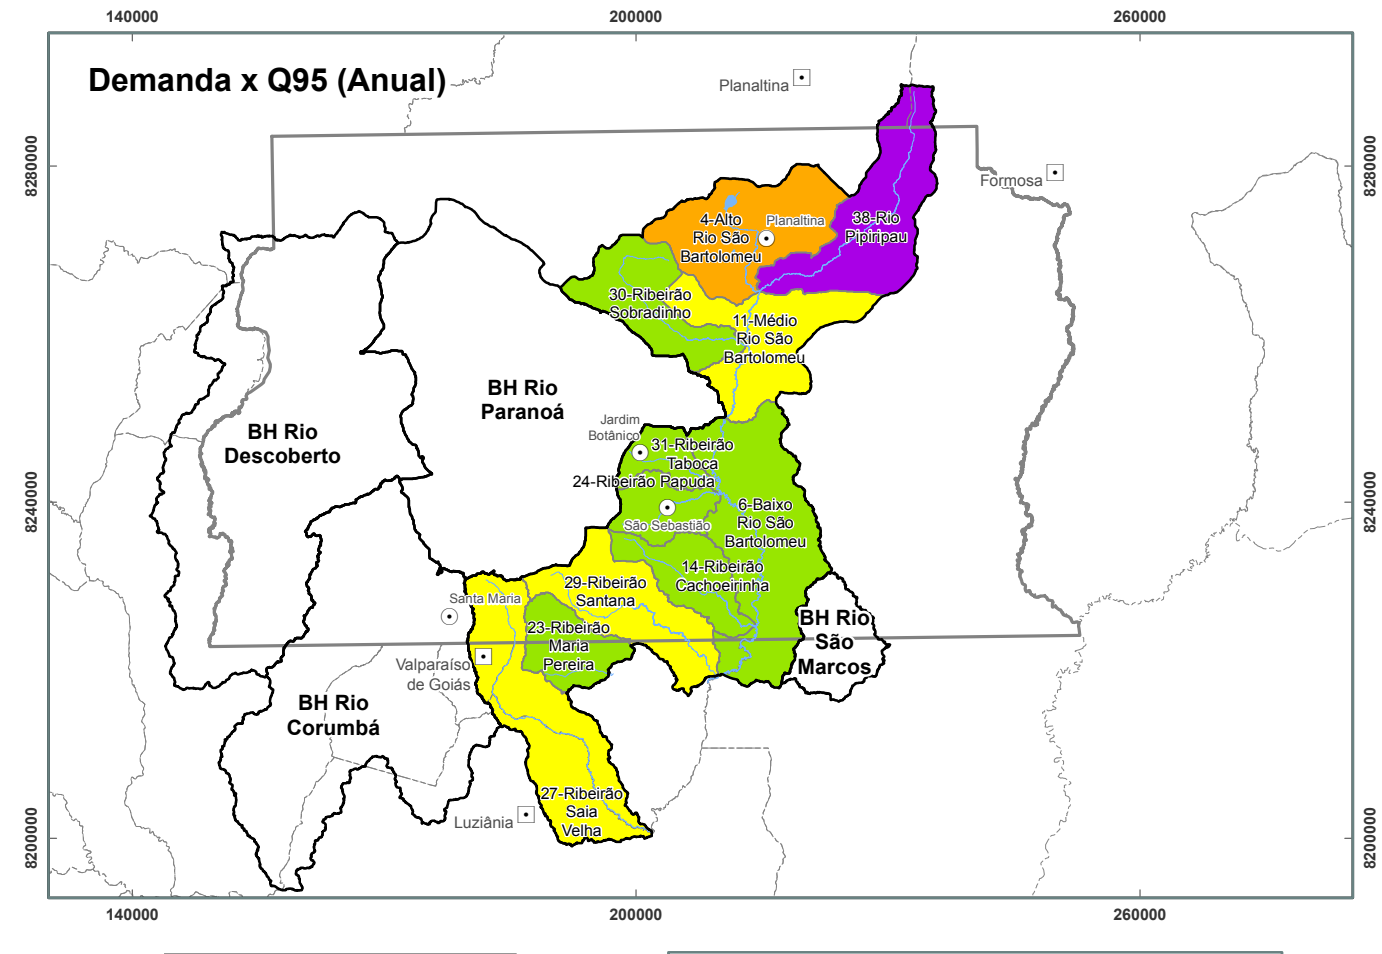 140000
200000
260000
Demanda x Q95 (Anual)
Planaltina
8280000
8280000
Formosa
4-Alto
Rio São
Bartolomeu
Planaltina
38-Rio
Pipiripau
30-Ribeirão
Sobradinho
11-Médio
Rio São
Bartolomeu
BH Rio
Paranoá
BH Rio
Descoberto
Jardim
Botânico
31-Ribeirão
Taboca
24-Ribeirão Papuda
8240000
8240000
6-Baixo
Rio São
Bartolomeu
São Sebastião
14-Ribeirão
Cachoeirinha
29-Ribeirão
Santana
Santa Maria
23-Ribeirão
Maria
Pereira
BH Rio
São
Marcos
Valparaíso
de Goiás
BH Rio
Corumbá
27-Ribeirão
Saia
Velha
Luziânia
8200000
8200000
140000
200000
260000